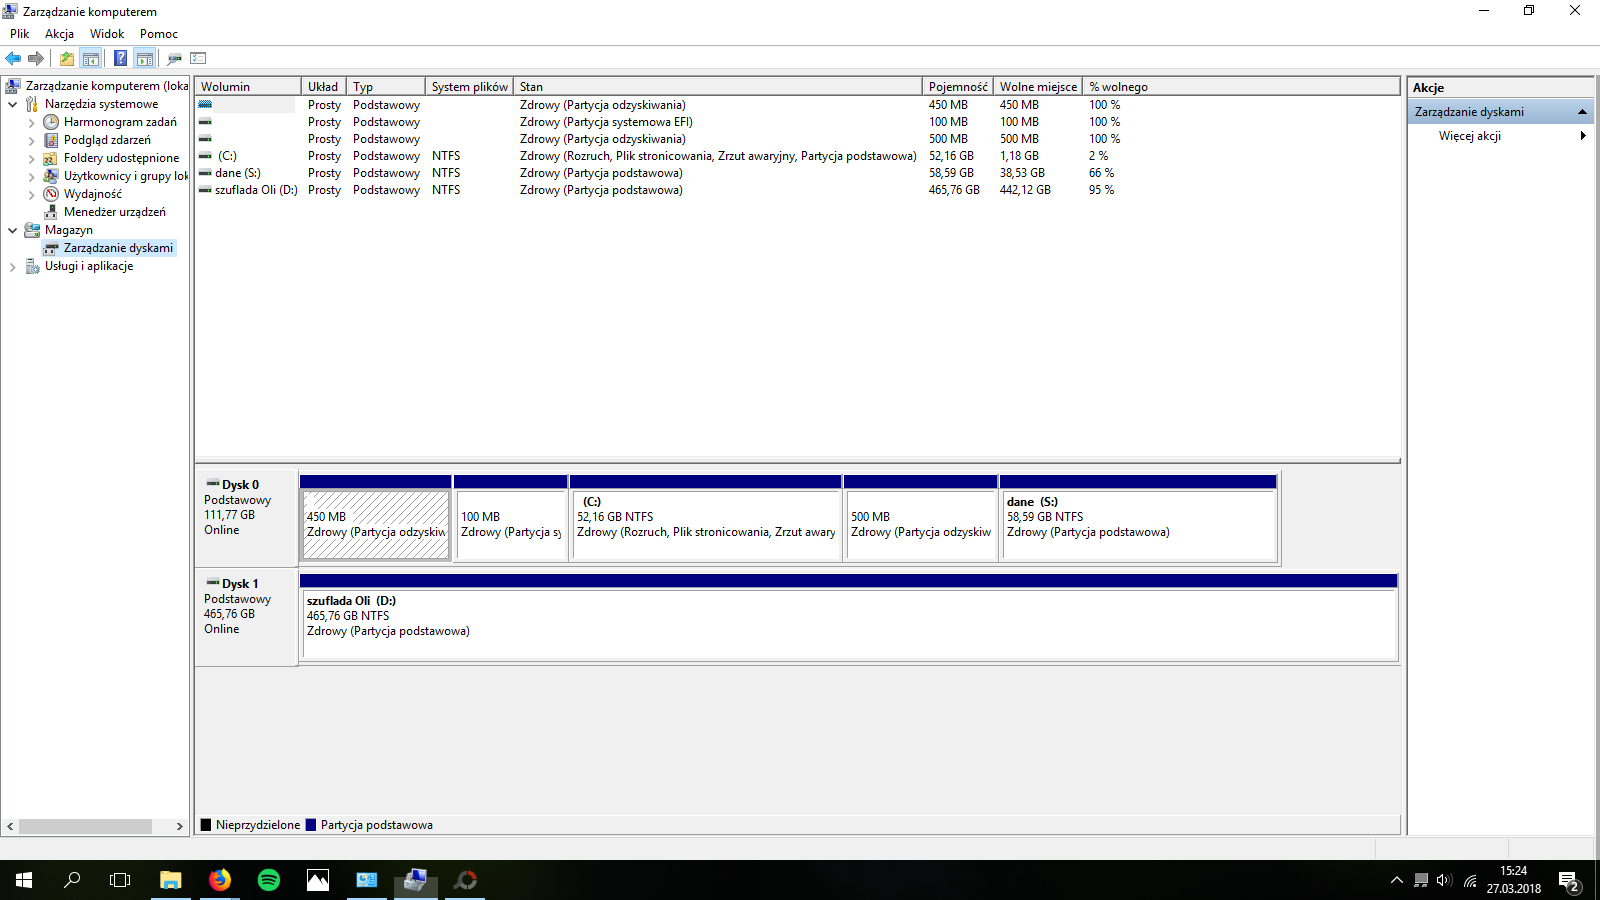 Zarządzanie komputerem
Plik Akcja Widok Pomoc
Zarządzanie komputerem (loka
Narzędzia systemowe
Harmonogram zadań
Podgląd zdarzeń
Foldery udostępnione
Użytkownicy i grupy lok
Wydajność
Menedżer urządzeń
Magazyn
Zarządzanie dyskami
Usługi i aplikacje
Wolumin Układ Typ System plików Stan Pojemność Wolne miejsce % wolnego
Prosty Podstawowy Zdrowy (Partycja odzyskiwania) 450 MB 450 MB 100 %
Prosty Podstawowy Zdrowy (Partycja systemowa EFI) 100 MB 100 MB 100 %
Prosty Podstawowy Zdrowy (Partycja odzyskiwania) 500 MB 500 MB 100 %
(C:) Prosty Podstawowy NTFS Zdrowy (Rozruch, Plik stronicowania, Zrzut awaryjny, Partycja podstawowa) 52,16 GB 1,18 GB 2 %
dane (S:) Prosty Podstawowy NTFS Zdrowy (Partycja podstawowa) 58,59 GB 38,53 GB 66 %
szuflada Oli (D:) Prosty Podstawowy NTFS Zdrowy (Partycja podstawowa) 465,76 GB 442,12 GB 95 %
Dysk 0
Podstawowy
111,77 GB
Online
450 MB
Zdrowy (Partycja odzyskiw
100 MB
Zdrowy (Partycja sy
(C:)
52,16 GB NTFS
Zdrowy (Rozruch, Plik stronicowania, Zrzut awary
500 MB
Zdrowy (Partycja odzyskiw
dane (S:)
58,59 GB NTFS
Zdrowy (Partycja podstawowa)
Dysk 1
Podstawowy
465,76 GB
Online
szuflada Oli (D:)
465,76 GB NTFS
Zdrowy (Partycja podstawowa)
Nieprzydzielone Partycja podstawowa
Akcje
Zarządzanie dyskami
Więcej akcji
15:24
27.03.2018
2